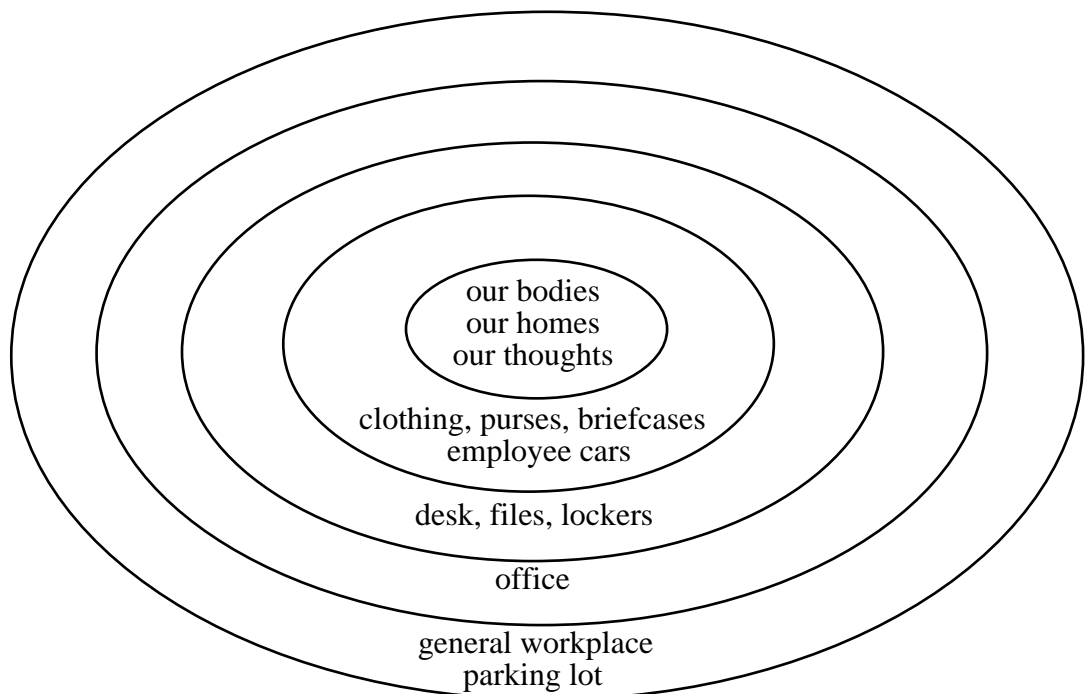 our bodies
our homes
our thoughts
clothing, purses, briefcases
employee cars
desk, files, lockers
office
general workplace
parking lot